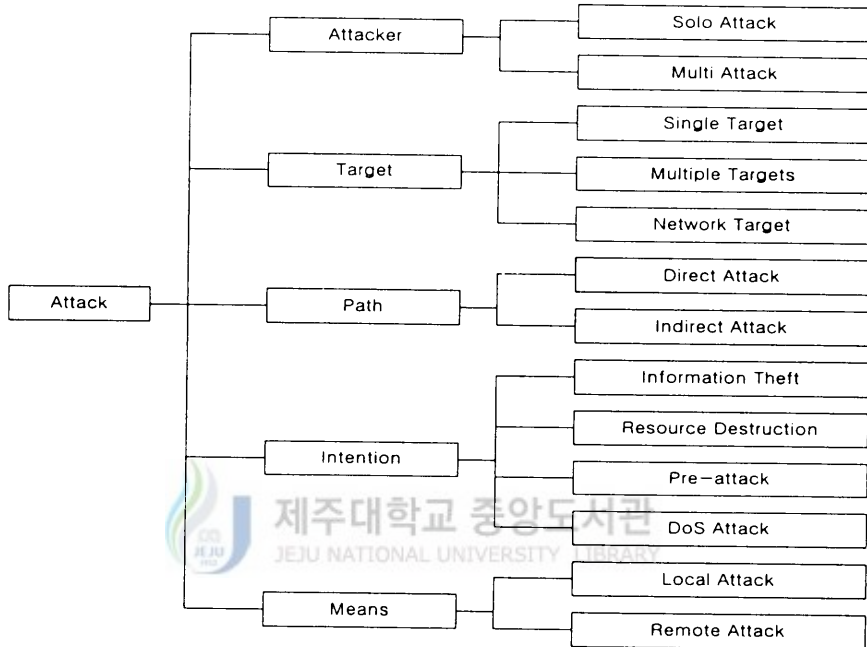 Attacker
Solo Attack
Multi Attack
Target
Single Target
Multiple Targets
Network Target
Attack
Path
Direct Attack
Indirect Attack
Intention
Information Theft
Resource Destruction
Pre-attack
DoS Attack
Means
Local Attack
Remote Attack
제주대학교 중앙도서관
JEJU NATIONAL UNIVERSITY LIBRARY
JEJU
1952